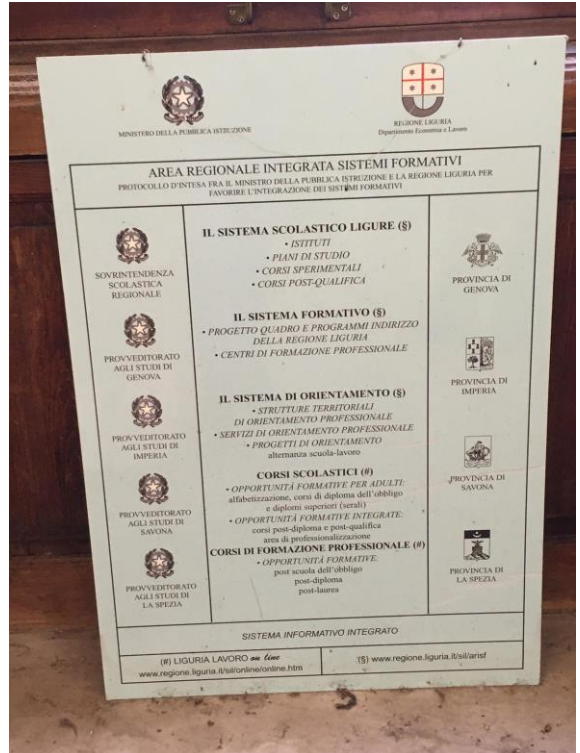 MINISTERO DELLA PUBBLICA ISTRUZIONE
REGIONE LIGURIA
Dipartimento Economia e Lavoro
AREA REGIONALE INTEGRATA SISTEMI FORMATIVI
PROTOCOLLO D'INTESA FRA IL MINISTRO DELLA PUBBLICA ISTRUZIONE E LA REGIONE LIGURIA PER
FAVORIRE L'INTEGRAZIONE DEI SISTEMI FORMATIVI
SOVRINTENDENZA
SCOLASTICA
REGIONALE
PROVVEDITORATO
AGLI STUDI DI
GENOVA
PROVVEDITORATO
AGLI STUDI DI
IMPERIA
PROVVEDITORATO
AGLI STUDI DI
SAVONA
PROVVEDITORATO
AGLI STUDI DI
LA SPEZIA
IL SISTEMA SCOLASTICO LIGURE (§)
• ISTITUTI
• PIANI DI STUDIO
• CORSI SPERIMENTALI
• CORSI POST-QUALIFICA
IL SISTEMA FORMATIVO (§)
• PROGETTO QUADRO E PROGRAMMI INDIRIZZO
DELLA REGIONE LIGURIA
• CENTRI DI FORMAZIONE PROFESSIONALE
IL SISTEMA DI ORIENTAMENTO (§)
• STRUTTURE TERRITORIALI
DI ORIENTAMENTO PROFESSIONALE
• SERVIZI DI ORIENTAMENTO PROFESSIONALE
• PROGETTI DI ORIENTAMENTO
alternanza scuola-lavoro
CORSI SCOLASTICI (#)
• OPPORTUNITÀ FORMATIVE PER ADULTI:
alfabetizzazione, corsi di diploma dell'obbligo
e diplomi superiori (serali)
• OPPORTUNITÀ FORMATIVE INTEGRATE:
corsi post-diploma e post-qualifica
area di professionalizzazione
CORSI DI FORMAZIONE PROFESSIONALE (#)
• OPPORTUNITÀ FORMATIVE:
post scuola dell'obbligo
post-diploma
post-laurea
PROVINCIA DI
GENOVA
PROVINCIA DI
IMPERIA
PROVINCIA DI
SAVONA
PROVINCIA DI
LA SPEZIA
SISTEMA INFORMATIVO INTEGRATO
(#) LIGURIA LAVORO on line
www.regione.liguria.it/sil/online/online.htm
(§) www.regione.liguria.it/sil/arisf